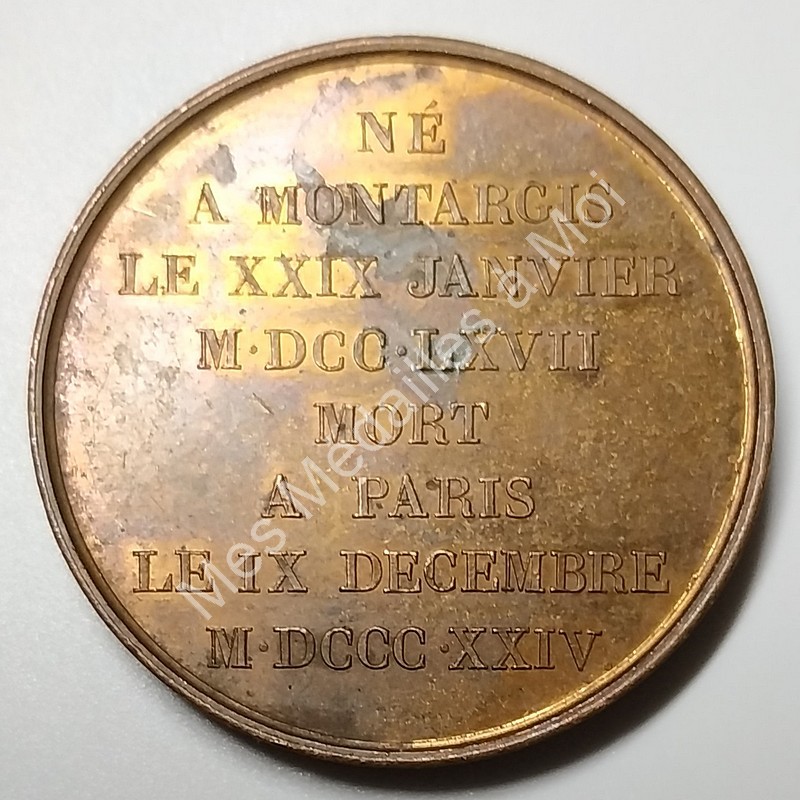 NÉ
A MONTARGIS
LE XXIX JANVIER
M·DCC·LXVII
MORT
A PARIS
LE IX DECEMBRE
M·DCCC·XXIV
Mes Médailles à Moi